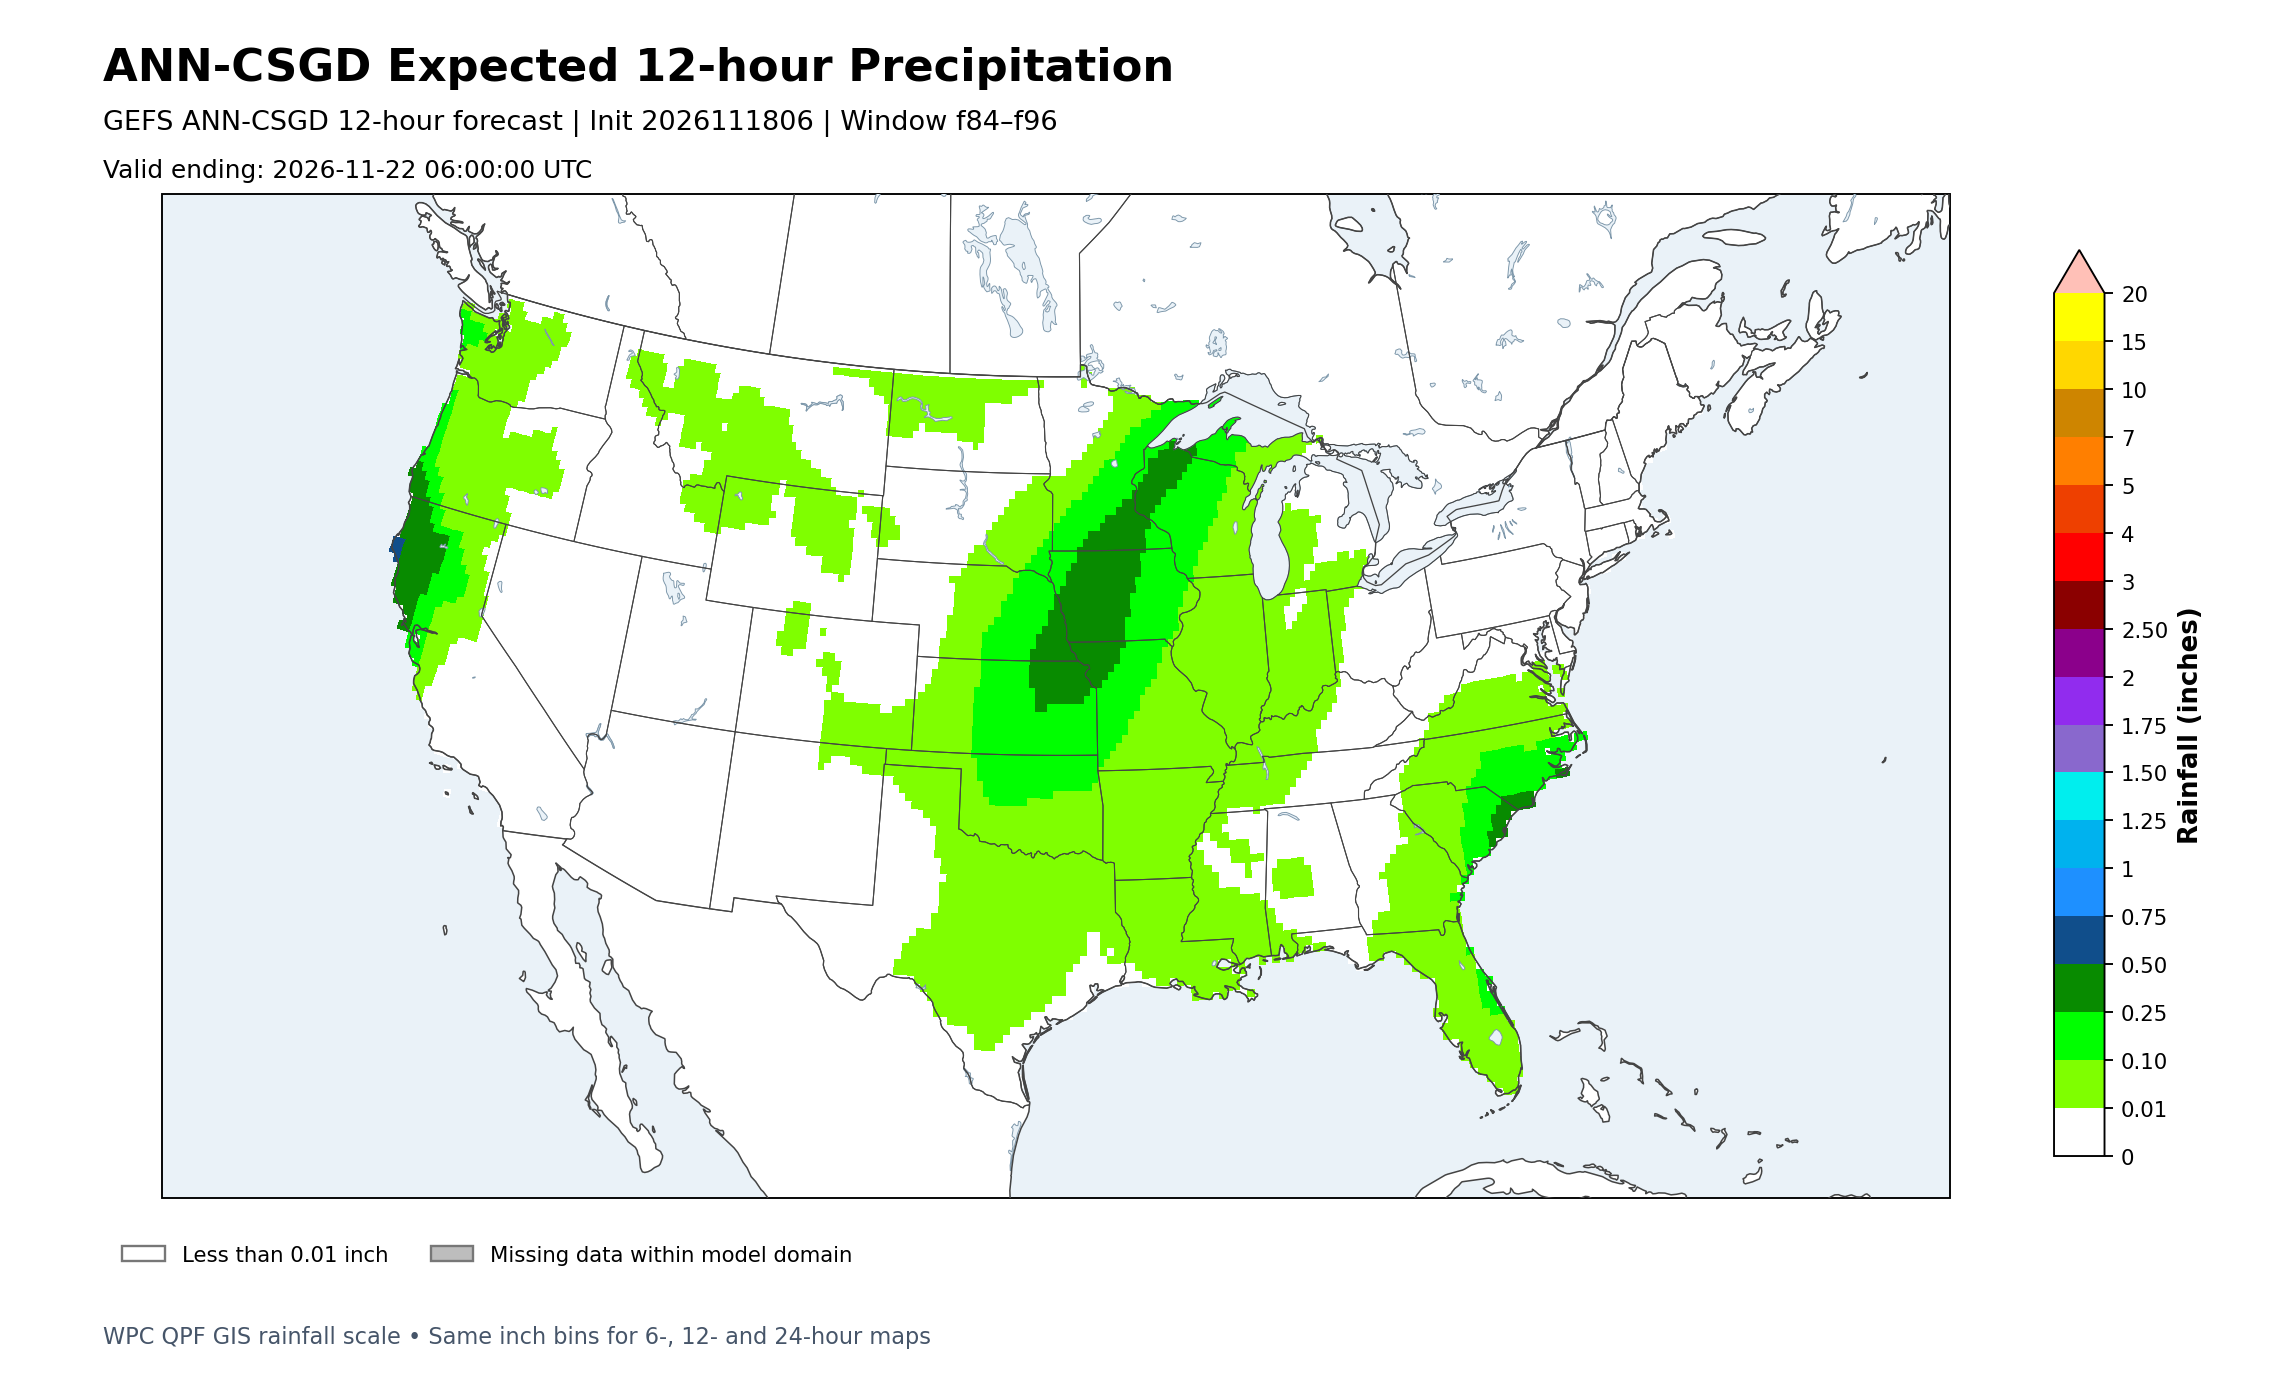 ANN-CSGD Expected 12-hour Precipitation
GEFS ANN-CSGD 12-hour forecast | Init 2026111806 | Window f84–f96
Valid ending: 2026-11-22 06:00:00 UTC
20
15
10
7
5
4
3
2.50
2
1.75
1.50
1.25
1
0.75
0.50
0.25
0.10
0.01
0
Rainfall (inches)
Less than 0.01 inch
Missing data within model domain
WPC QPF GIS rainfall scale • Same inch bins for 6-, 12- and 24-hour maps